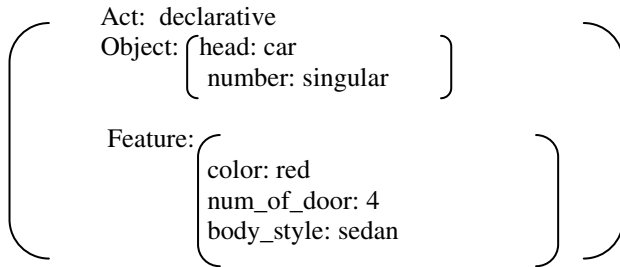 Act: declarative
Object: head: car
number: singular
Feature:
color: red
num_of_door: 4
body_style: sedan